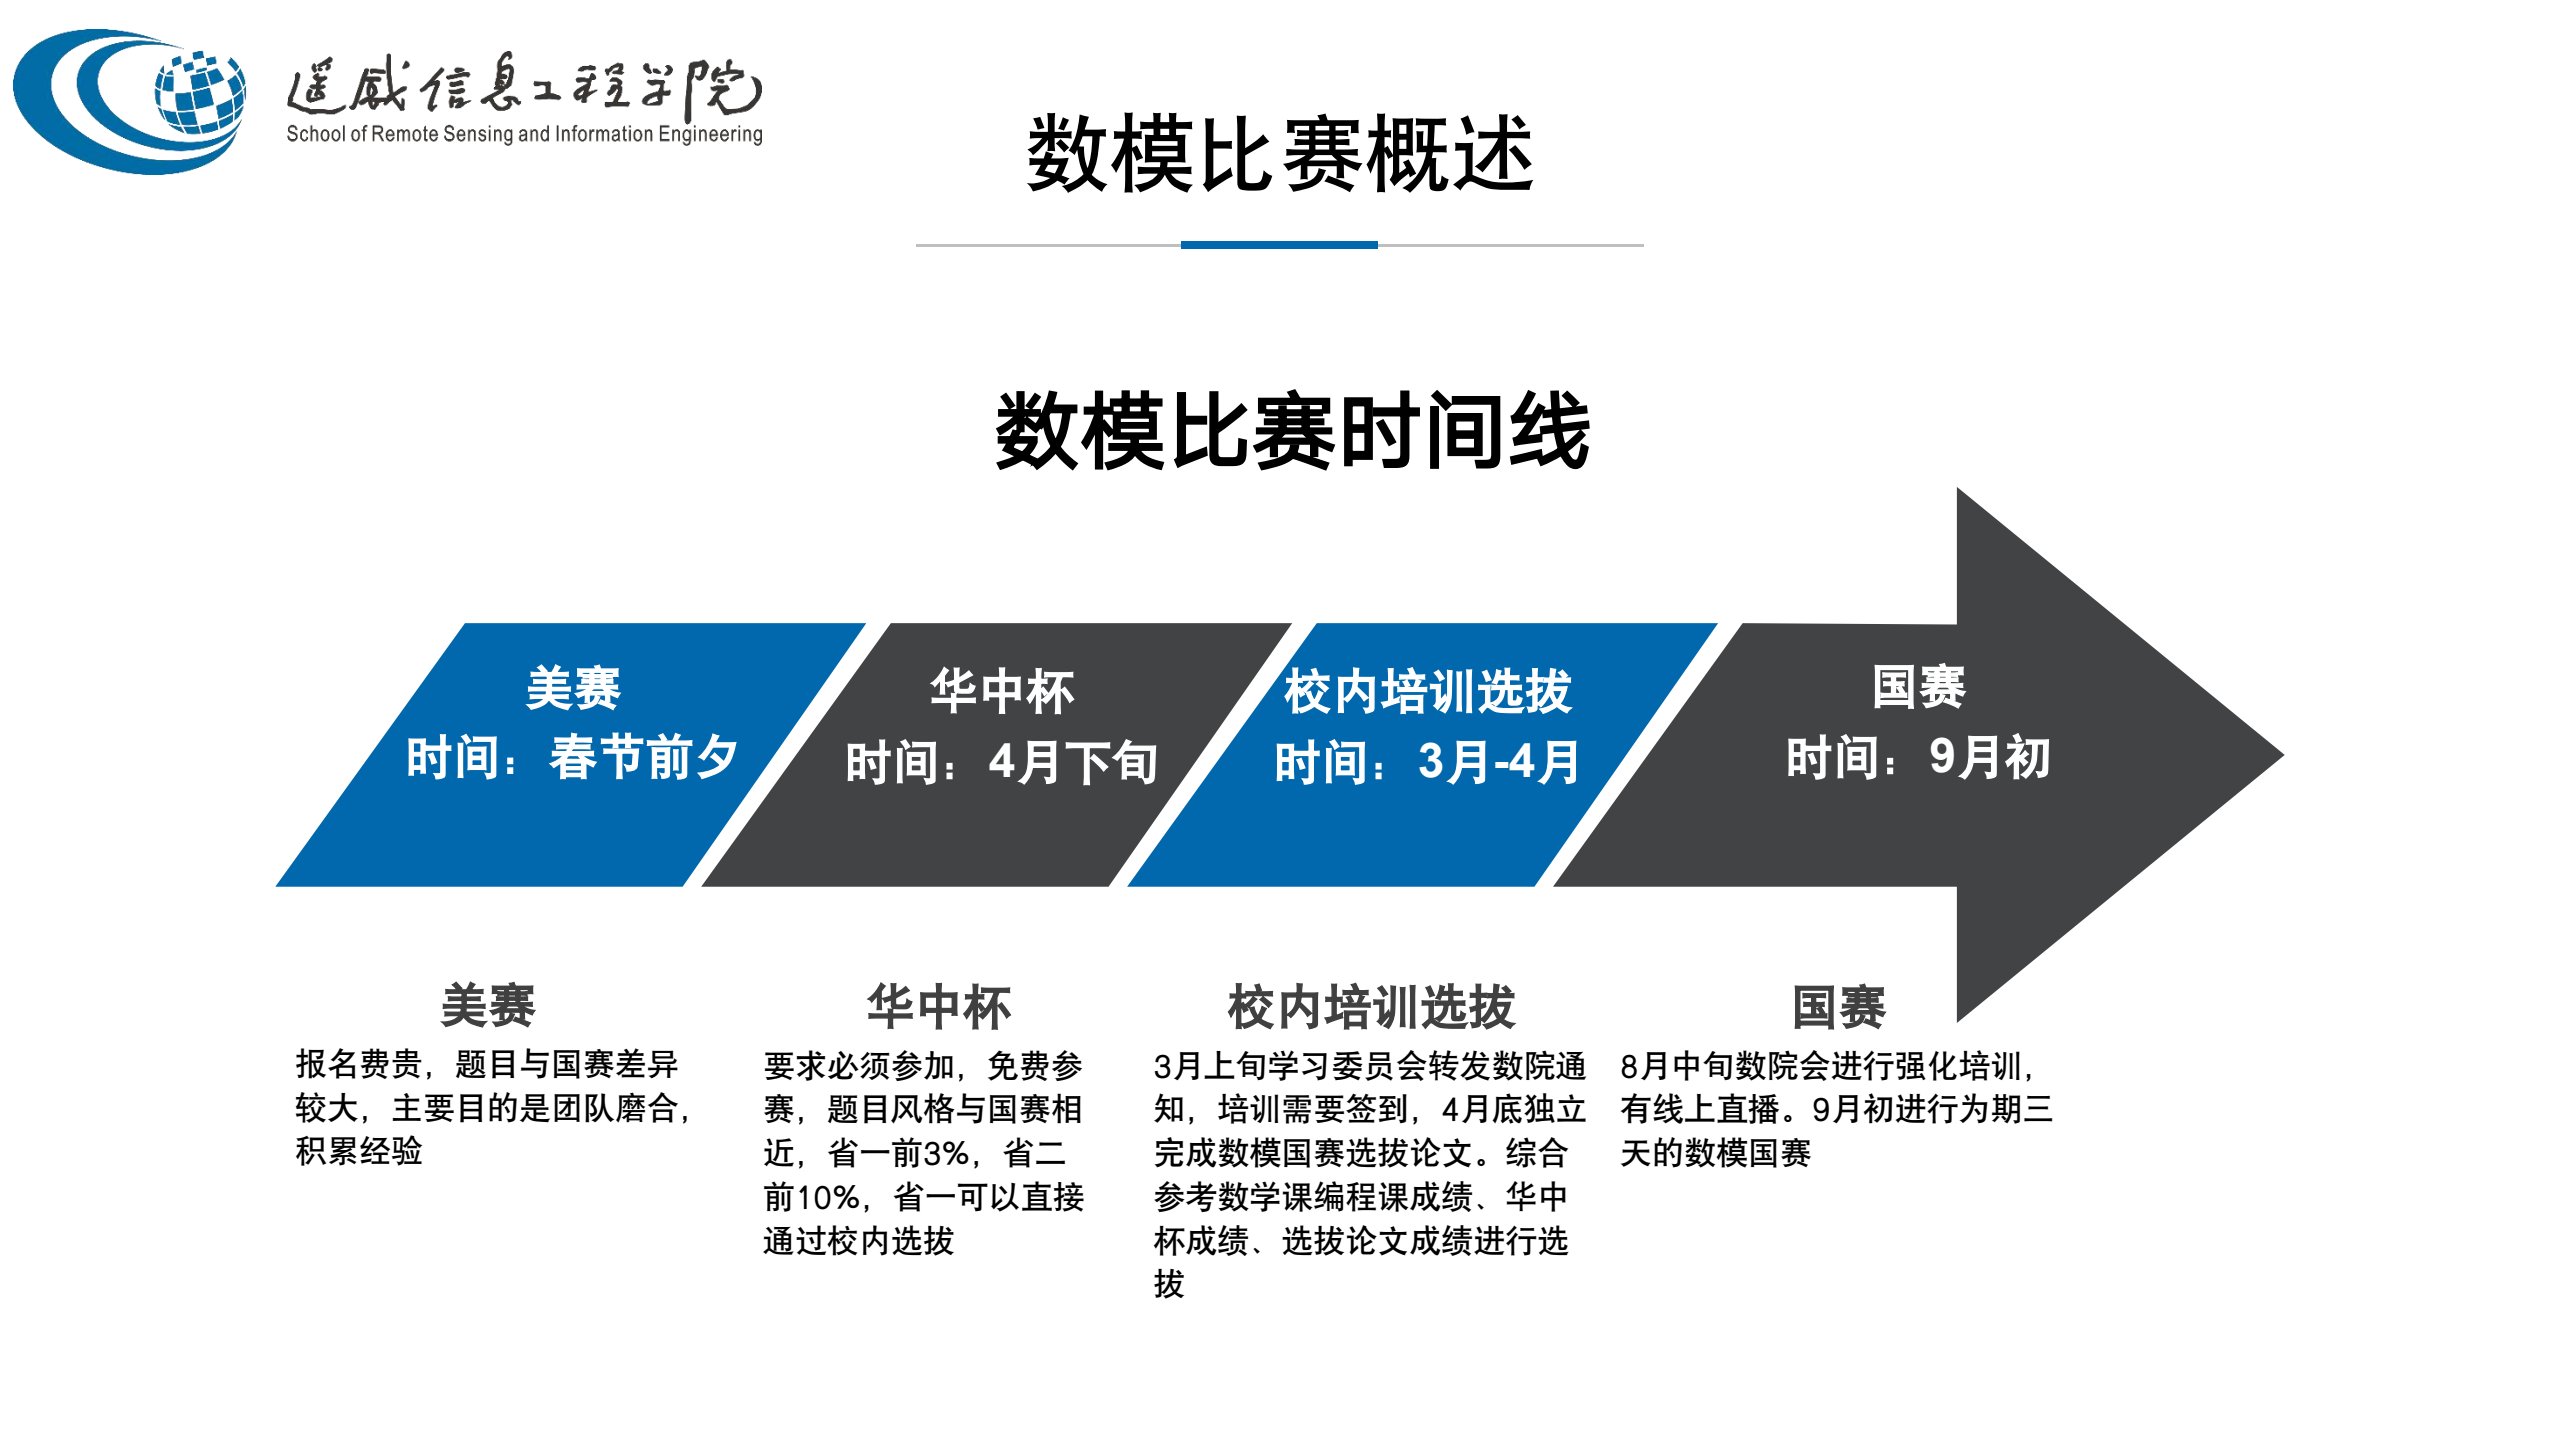 遥感信息工程学院
School of Remote Sensing and Information Engineering
数模比赛概述
数模比赛时间线
美赛
时间：春节前夕
华中杯
时间：4月下旬
校内培训选拔
时间：3月-4月
国赛
时间：9月初
美赛
报名费贵，题目与国赛差异
较大，主要目的是团队磨合，
积累经验
华中杯
要求必须参加，免费参
赛，题目风格与国赛相
近，省一前3%，省二
前10%，省一可以直接
通过校内选拔
校内培训选拔
3月上旬学习委员会转发数院通
知，培训需要签到，4月底独立
完成数模国赛选拔论文。综合
参考数学课编程课成绩、华中
杯成绩、选拔论文成绩进行选
拔
国赛
8月中旬数院会进行强化培训，
有线上直播。9月初进行为期三
天的数模国赛